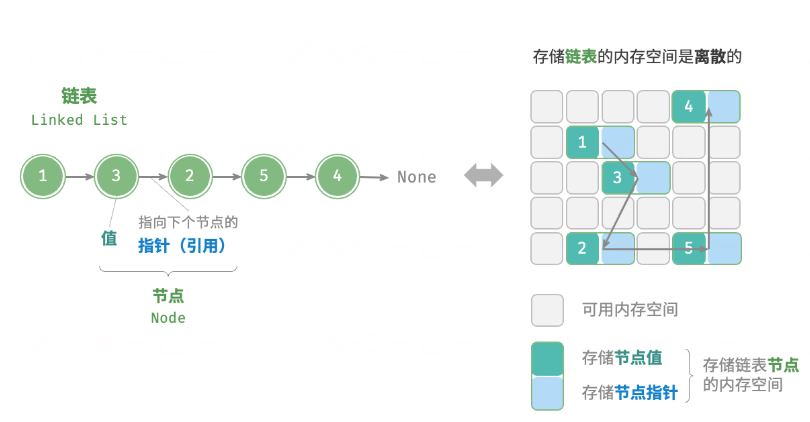 存储链表的内存空间是离散的
链表
Linked List
1 3 2 5 4 None
值
指向下个节点的
指针（引用）
节点
Node
4
1
3
2 5
可用内存空间
存储节点值
存储节点指针
存储链表节点
的内存空间